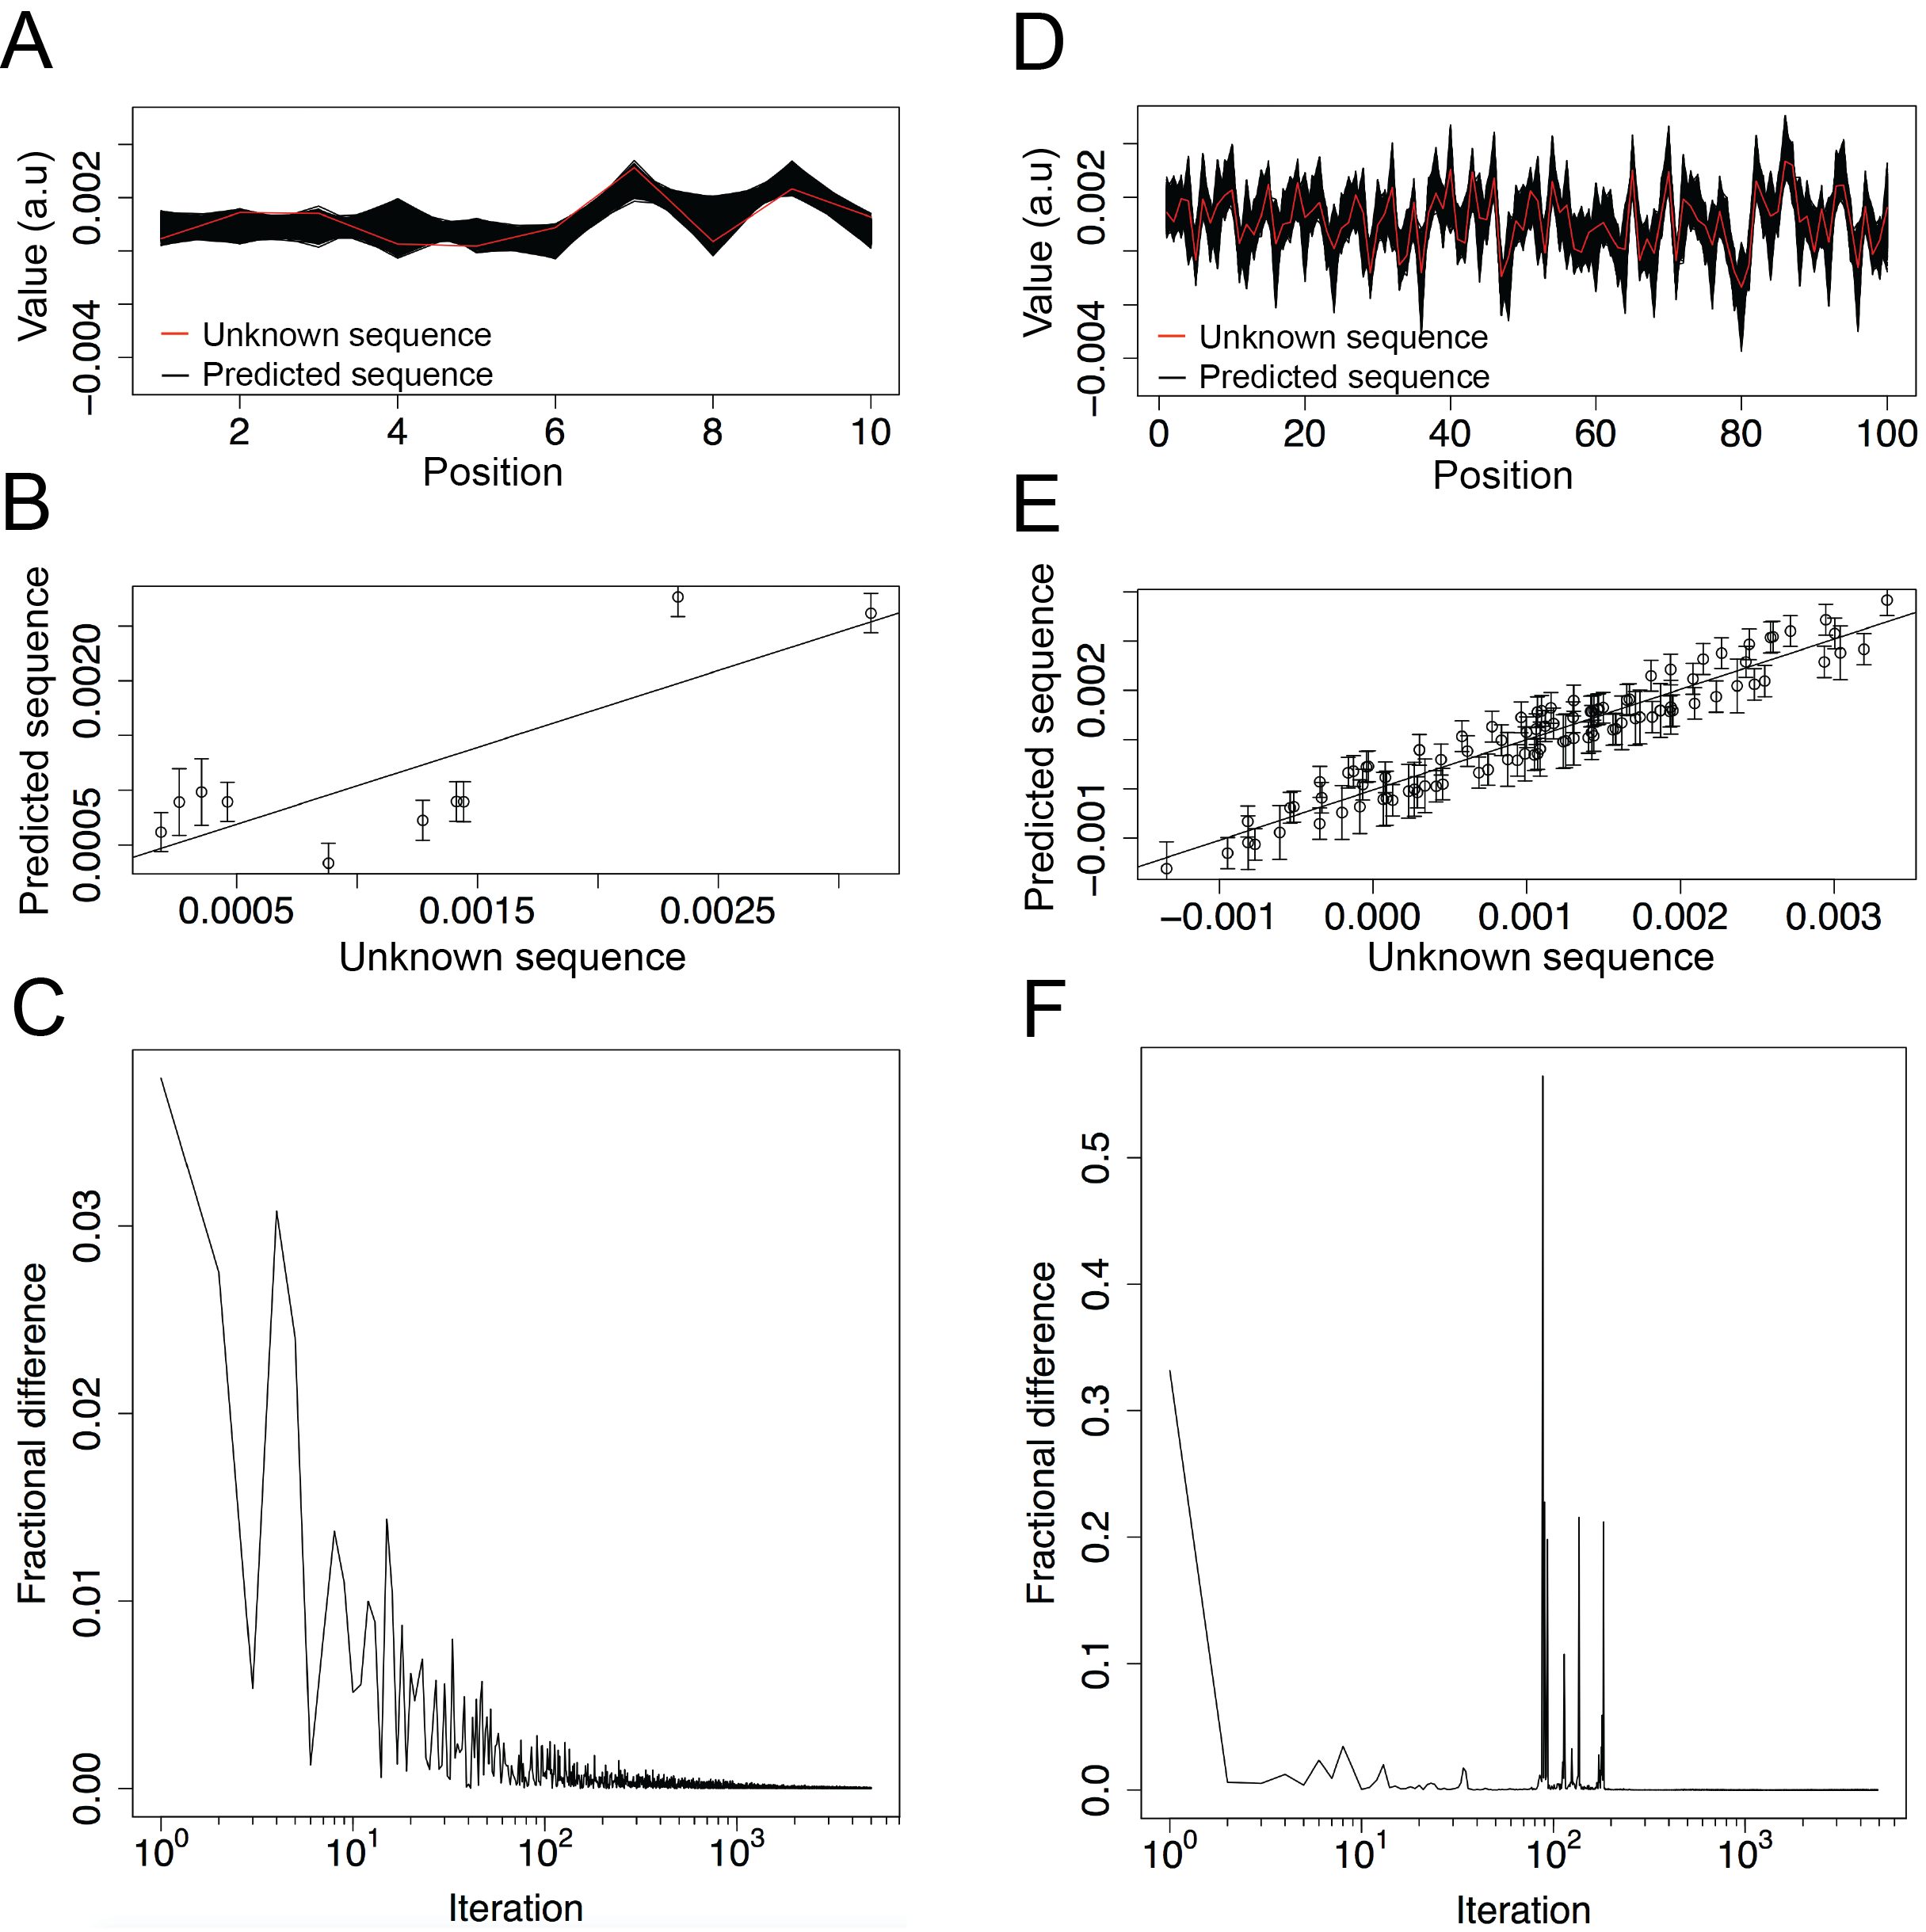 A
Value (a.u)
0.002
−0.004
Unknown sequence
Predicted sequence
2 4 6 8 10
Position
B
Predicted sequence
0.0020
0.0005
0.0005 0.0015 0.0025
Unknown sequence
C
Fractional difference
0.03
0.02
0.01
0.00
10^0 10^1 10^2 10^3
Iteration
D
Value (a.u)
0.002
−0.004
Unknown sequence
Predicted sequence
0 20 40 60 80 100
Position
E
Predicted sequence
0.002
−0.001
−0.001 0.000 0.001 0.002 0.003
Unknown sequence
F
Fractional difference
0.5
0.4
0.3
0.2
0.1
0.0
10^0 10^1 10^2 10^3
Iteration